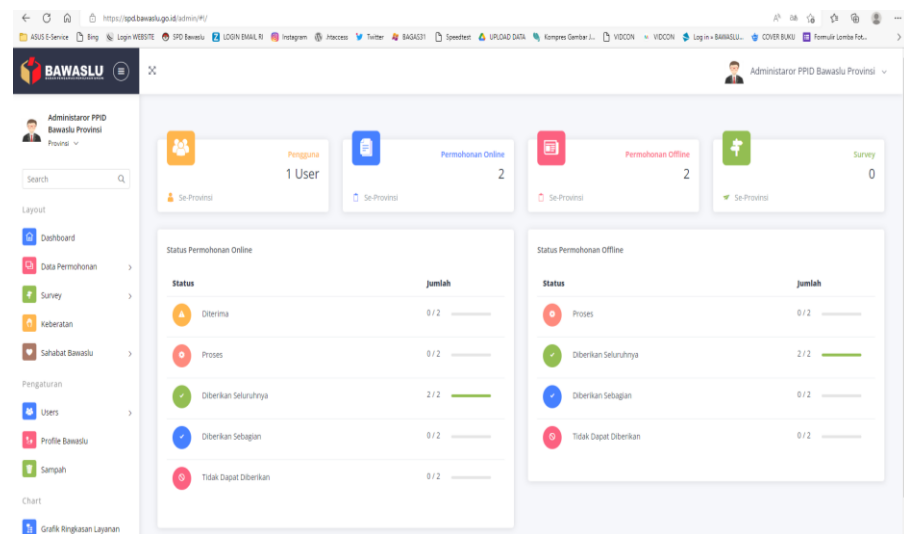 https://spd.bawaslu.go.id/admin/#!/
ASUS E-Service Bing Login WEBSITE SPD Bawaslu LOGIN EMAIL RI Instagram .htaccess Twitter BAGAS31 Speedtest UPLOAD DATA Kompres Gambar J... VIDCON VIDCON Log in » BAWASLU... COVER BUKU Formulir Lomba Fot...
BAWASLU
Administaror PPID Bawaslu Provinsi
Administaror PPID
Bawaslu Provinsi
Provinsi
Search
Layout
Dashboard
Data Permohonan
Survey
Keberatan
Sahabat Bawaslu
Pengaturan
Users
Profile Bawaslu
Sampah
Chart
Grafik Ringkasan Layanan
Pengguna
1 User
Se-Provinsi
Permohonan Online
2
Se-Provinsi
Permohonan Offline
2
Se-Provinsi
Survey
0
Se-Provinsi
Status Permohonan Online
Status Jumlah
Diterima 0 / 2
Proses 0 / 2
Diberikan Seluruhnya 2 / 2
Diberikan Sebagian 0 / 2
Tidak Dapat Diberikan 0 / 2
Status Permohonan Offline
Status Jumlah
Proses 0 / 2
Diberikan Seluruhnya 2 / 2
Diberikan Sebagian 0 / 2
Tidak Dapat Diberikan 0 / 2